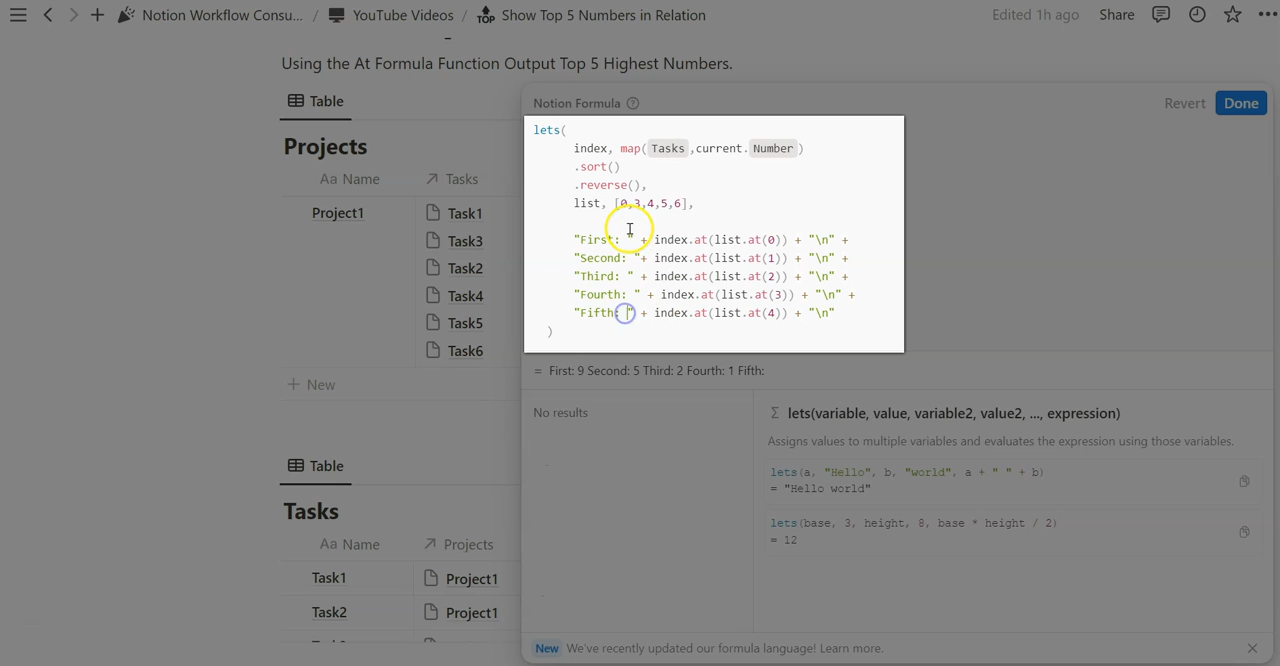 Notion Workflow Consu... / YouTube Videos / TOP Show Top 5 Numbers in Relation
Edited 1h ago Share
Using the At Formula Function Output Top 5 Highest Numbers.
Table
Projects
Aa Name Tasks
Project1 Task1
Task3
Task2
Task4
Task5
Task6
+ New
Table
Tasks
Aa Name Projects
Task1 Project1
Task2 Project1
Notion Formula
Revert Done
lets(
index, map( Tasks ,current. Number )
.sort()
.reverse(),
list, [0,3,4,5,6],
"First: " + index.at(list.at(0)) + "\n" +
"Second: "+ index.at(list.at(1)) + "\n" +
"Third: " + index.at(list.at(2)) + "\n" +
"Fourth: " + index.at(list.at(3)) + "\n" +
"Fifth: " + index.at(list.at(4)) + "\n"
)
= First: 9 Second: 5 Third: 2 Fourth: 1 Fifth:
No results
Σ lets(variable, value, variable2, value2, ..., expression)
Assigns values to multiple variables and evaluates the expression using those variables.
lets(a, "Hello", b, "world", a + " " + b)
= "Hello world"
lets(base, 3, height, 8, base * height / 2)
= 12
New We've recently updated our formula language! Learn more.